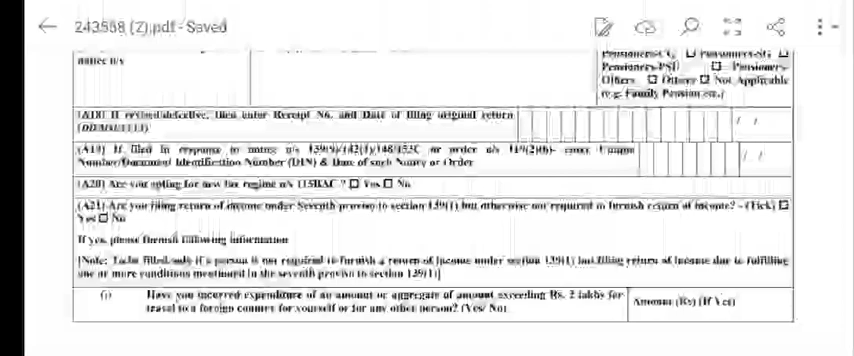 243558 (2).pdf - Saved
notice u/s
Pensioners-CG, ☐ Pensioners-SG, ☐
Pensioners-PSU ☐ Pensioners-
Others ☐ Others ☐ Not Applicable
(e.g. Family Pension etc.)
(A18) If revised/defective, then enter Receipt No. and Date of filing original return
(DD/MM/YYYY) / /
(A19) If filed in response to notice u/s 139(9)/142(1)/148/153C or order u/s 119(2)(b)- enter Unique
Number/Document Identification Number (DIN) & Date of such Notice or Order / /
(A20) Are you opting for new tax regime u/s 115BAC ? ☐ Yes ☐ No
(A21) Are you filing return of income under Seventh proviso to section 139(1) but otherwise not required to furnish return of income? - (Tick) ☐
Yes ☐ No
If yes, please furnish following information
[Note: To be filled only if a person is not required to furnish a return of income under section 139(1) but filing return of income due to fulfilling
one or more conditions mentioned in the seventh proviso to section 139(1)]
(i) Have you incurred expenditure of an amount or aggregate of amount exceeding Rs. 2 lakhs for
travel to a foreign country for yourself or for any other person? (Yes/ No)
Amount (Rs) (If Yes)